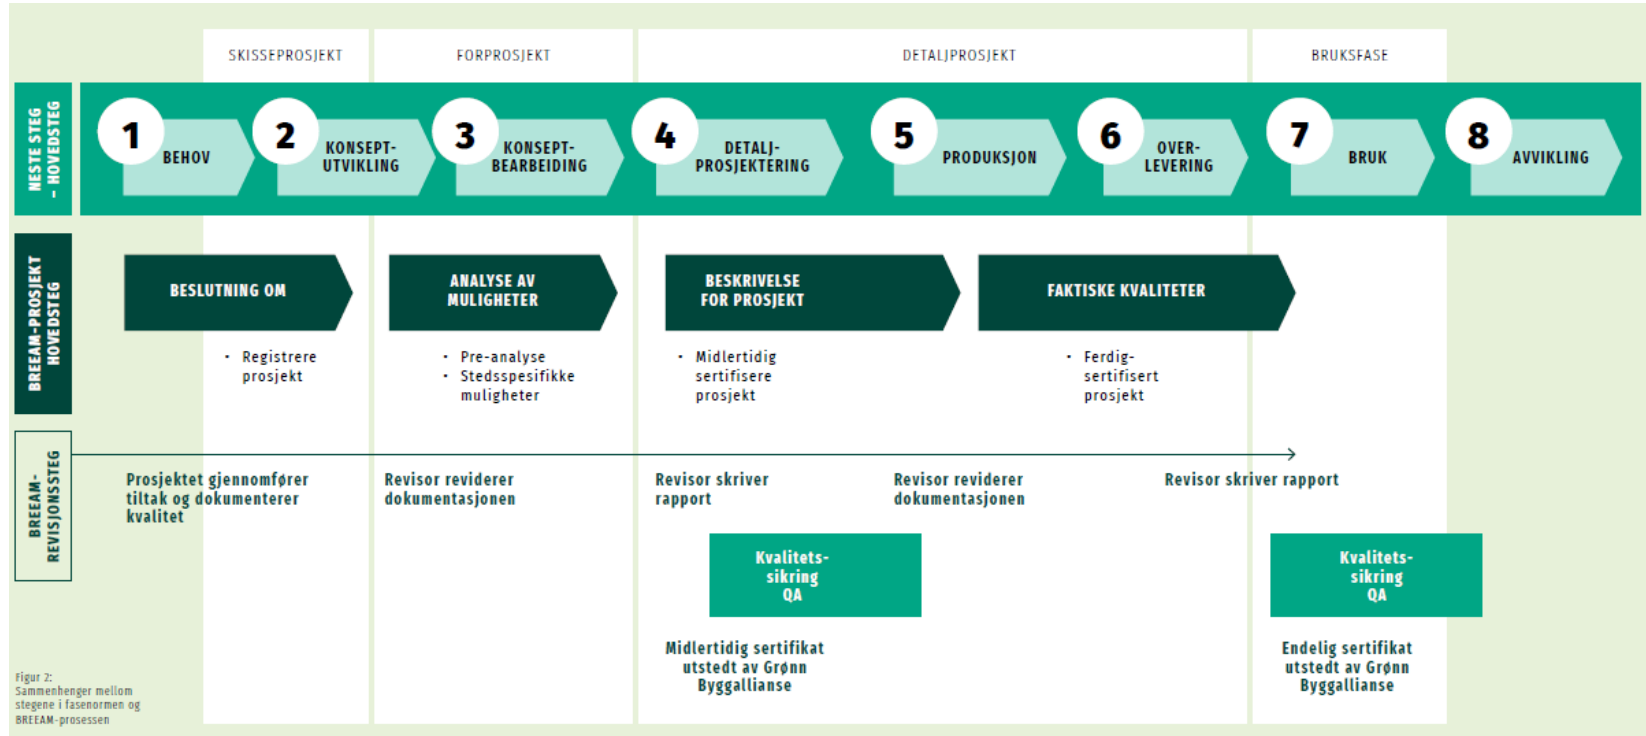 SKISSEPROSJEKT
FORPROSJEKT
DETALJPROSJEKT
BRUKSFASE
NESTE STEG
– HOVEDSTEG
1
BEHOV
2
KONSEPT-
UTVIKLING
3
KONSEPT-
BEARBEIDING
4
DETALJ-
PROSJEKTERING
5
PRODUKSJON
6
OVER-
LEVERING
7
BRUK
8
AVVIKLING
BREEAM-PROSJEKT
HOVEDSTEG
BESLUTNING OM
ANALYSE AV
MULIGHETER
BESKRIVELSE
FOR PROSJEKT
FAKTISKE KVALITETER
• Registrere
prosjekt
• Pre-analyse
• Stedsspesifikke
muligheter
• Midlertidig
sertifisere
prosjekt
• Ferdig-
sertifisert
prosjekt
BREEAM-
REVISJONSSTEG
Prosjektet gjennomfører
tiltak og dokumenterer
kvalitet
Revisor reviderer
dokumentasjonen
Revisor skriver
rapport
Revisor reviderer
dokumentasjonen
Revisor skriver rapport
Kvalitets-
sikring
QA
Kvalitets-
sikring
QA
Midlertidig sertifikat
utstedt av Grønn
Byggallianse
Endelig sertifikat
utstedt av Grønn
Byggallianse
Figur 2:
Sammenhenger mellom
stegene i fasenormen og
BREEAM-prosessen